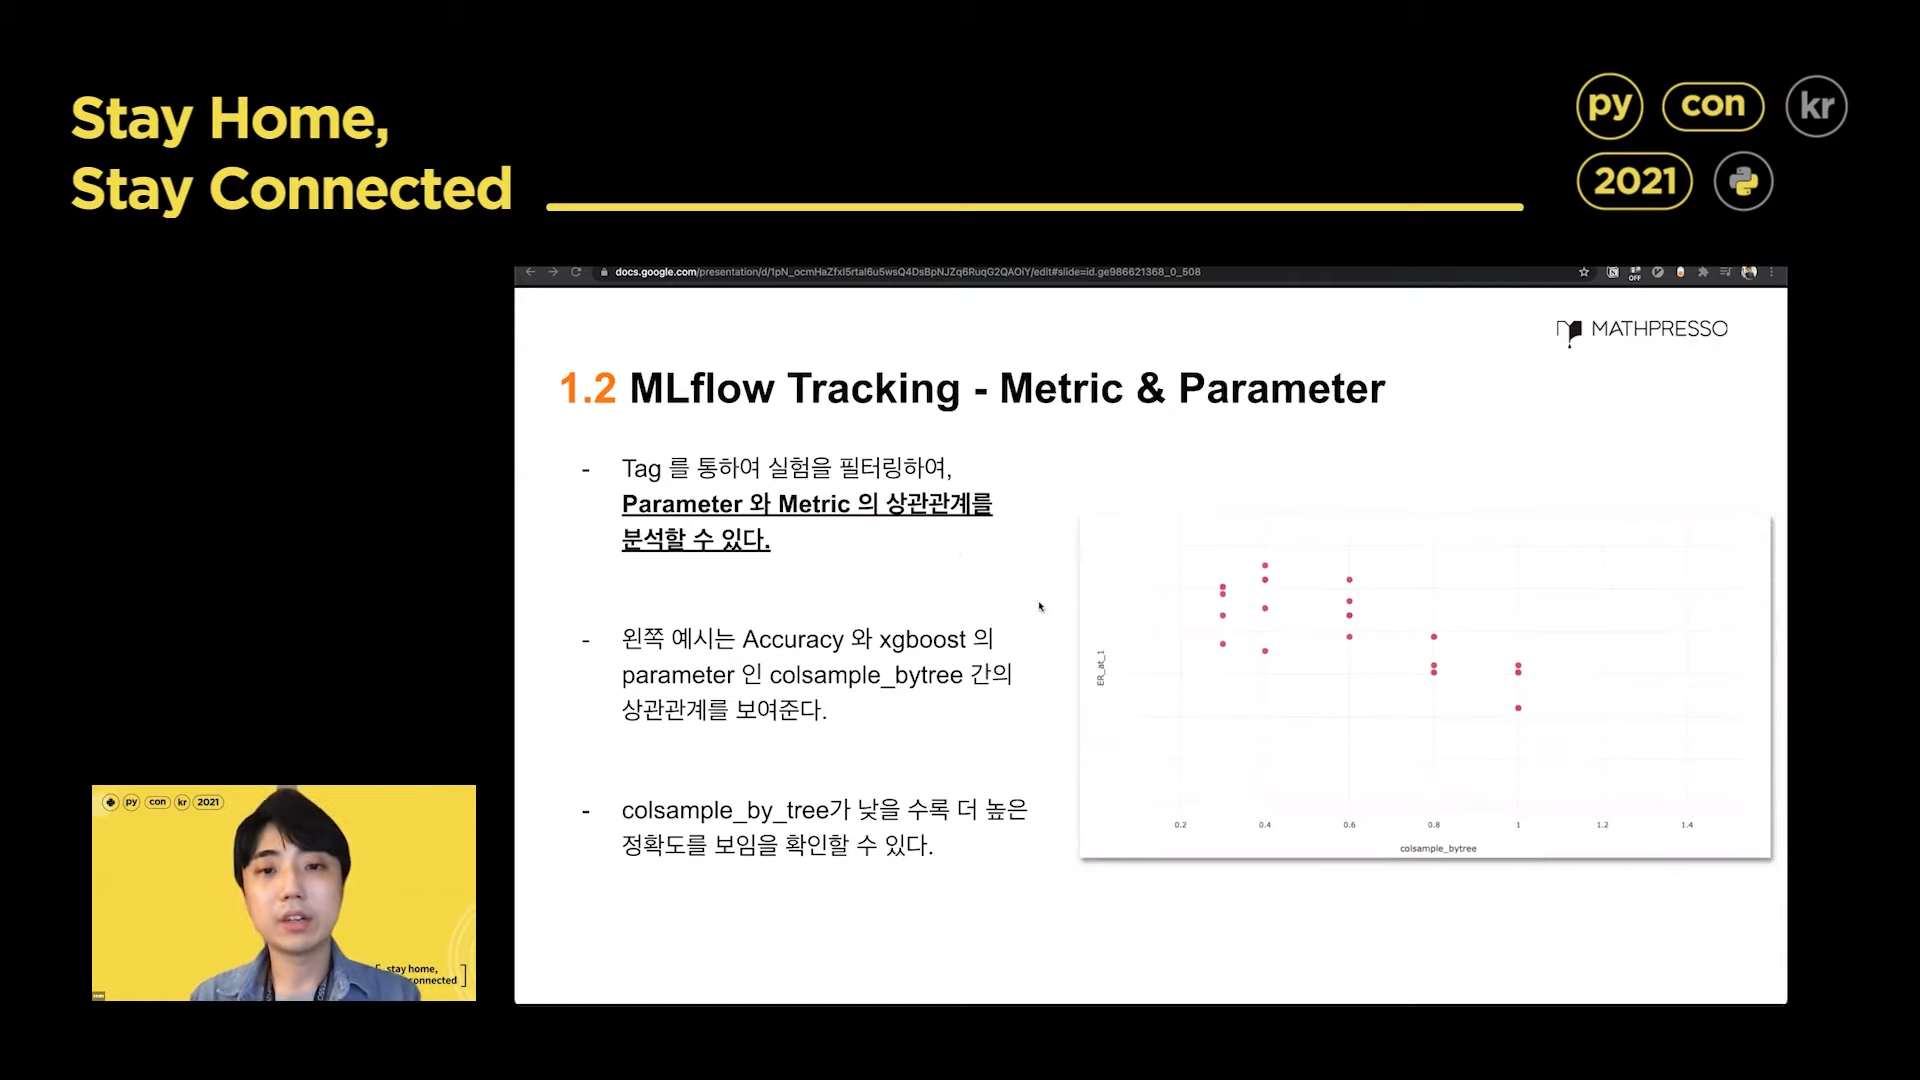 Stay Home,
Stay Connected
py con kr
2021
docs.google.com/presentation/d/1pN_ocmHaZfxI5rtal6u5wsQ4DsBpNJZq6RuqG2QAOiY/edit#slide=id.ge986621368_0_508
OFF
MATHPRESSO
1.2 MLflow Tracking - Metric & Parameter
- Tag 를 통하여 실험을 필터링하여,
Parameter 와 Metric 의 상관관계를
분석할 수 있다.
- 왼쪽 예시는 Accuracy 와 xgboost 의
parameter 인 colsample_bytree 간의
상관관계를 보여준다.
- colsample_by_tree가 낮을 수록 더 높은
정확도를 보임을 확인할 수 있다.
ER_at_1
0.2 0.4 0.6 0.8 1 1.2 1.4
colsample_bytree
py con kr 2021
stay home,
connected